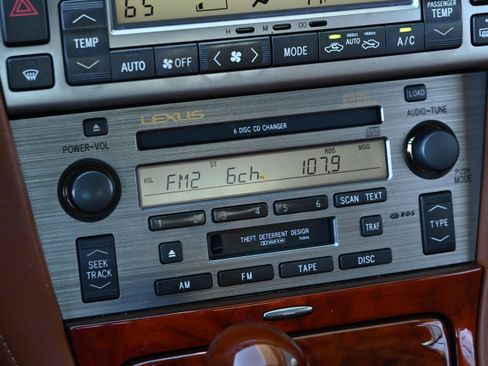 65
TEMP
AUTO
OFF
H M :00
MODE
AUTO
A/C
PASSENGER
TEMP
LEXUS
LOAD
6 DISC CD CHANGER
POWER-VOL
AUDIO-TUNE
ASL FM2 ST 6ch RDS 107.9 MSG
PUSH
MODE
1 2 3 4 5 6 SCAN TEXT
THEFT DETERRENT DESIGN
TRAF
R·D·S
TYPE
SEEK
TRACK
AM FM TAPE DISC